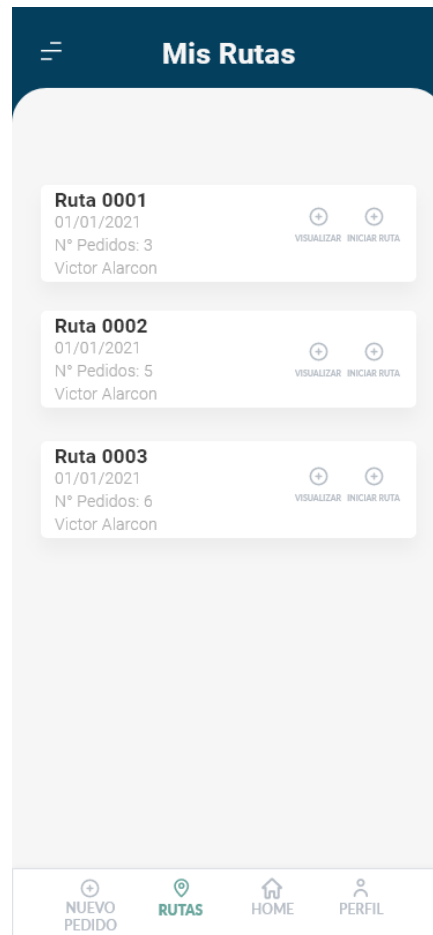 Mis Rutas
Ruta 0001
01/01/2021
N° Pedidos: 3
Victor Alarcon
VISUALIZAR INICIAR RUTA
Ruta 0002
01/01/2021
N° Pedidos: 5
Victor Alarcon
VISUALIZAR INICIAR RUTA
Ruta 0003
01/01/2021
N° Pedidos: 6
Victor Alarcon
VISUALIZAR INICIAR RUTA
NUEVO PEDIDO
RUTAS
HOME
PERFIL